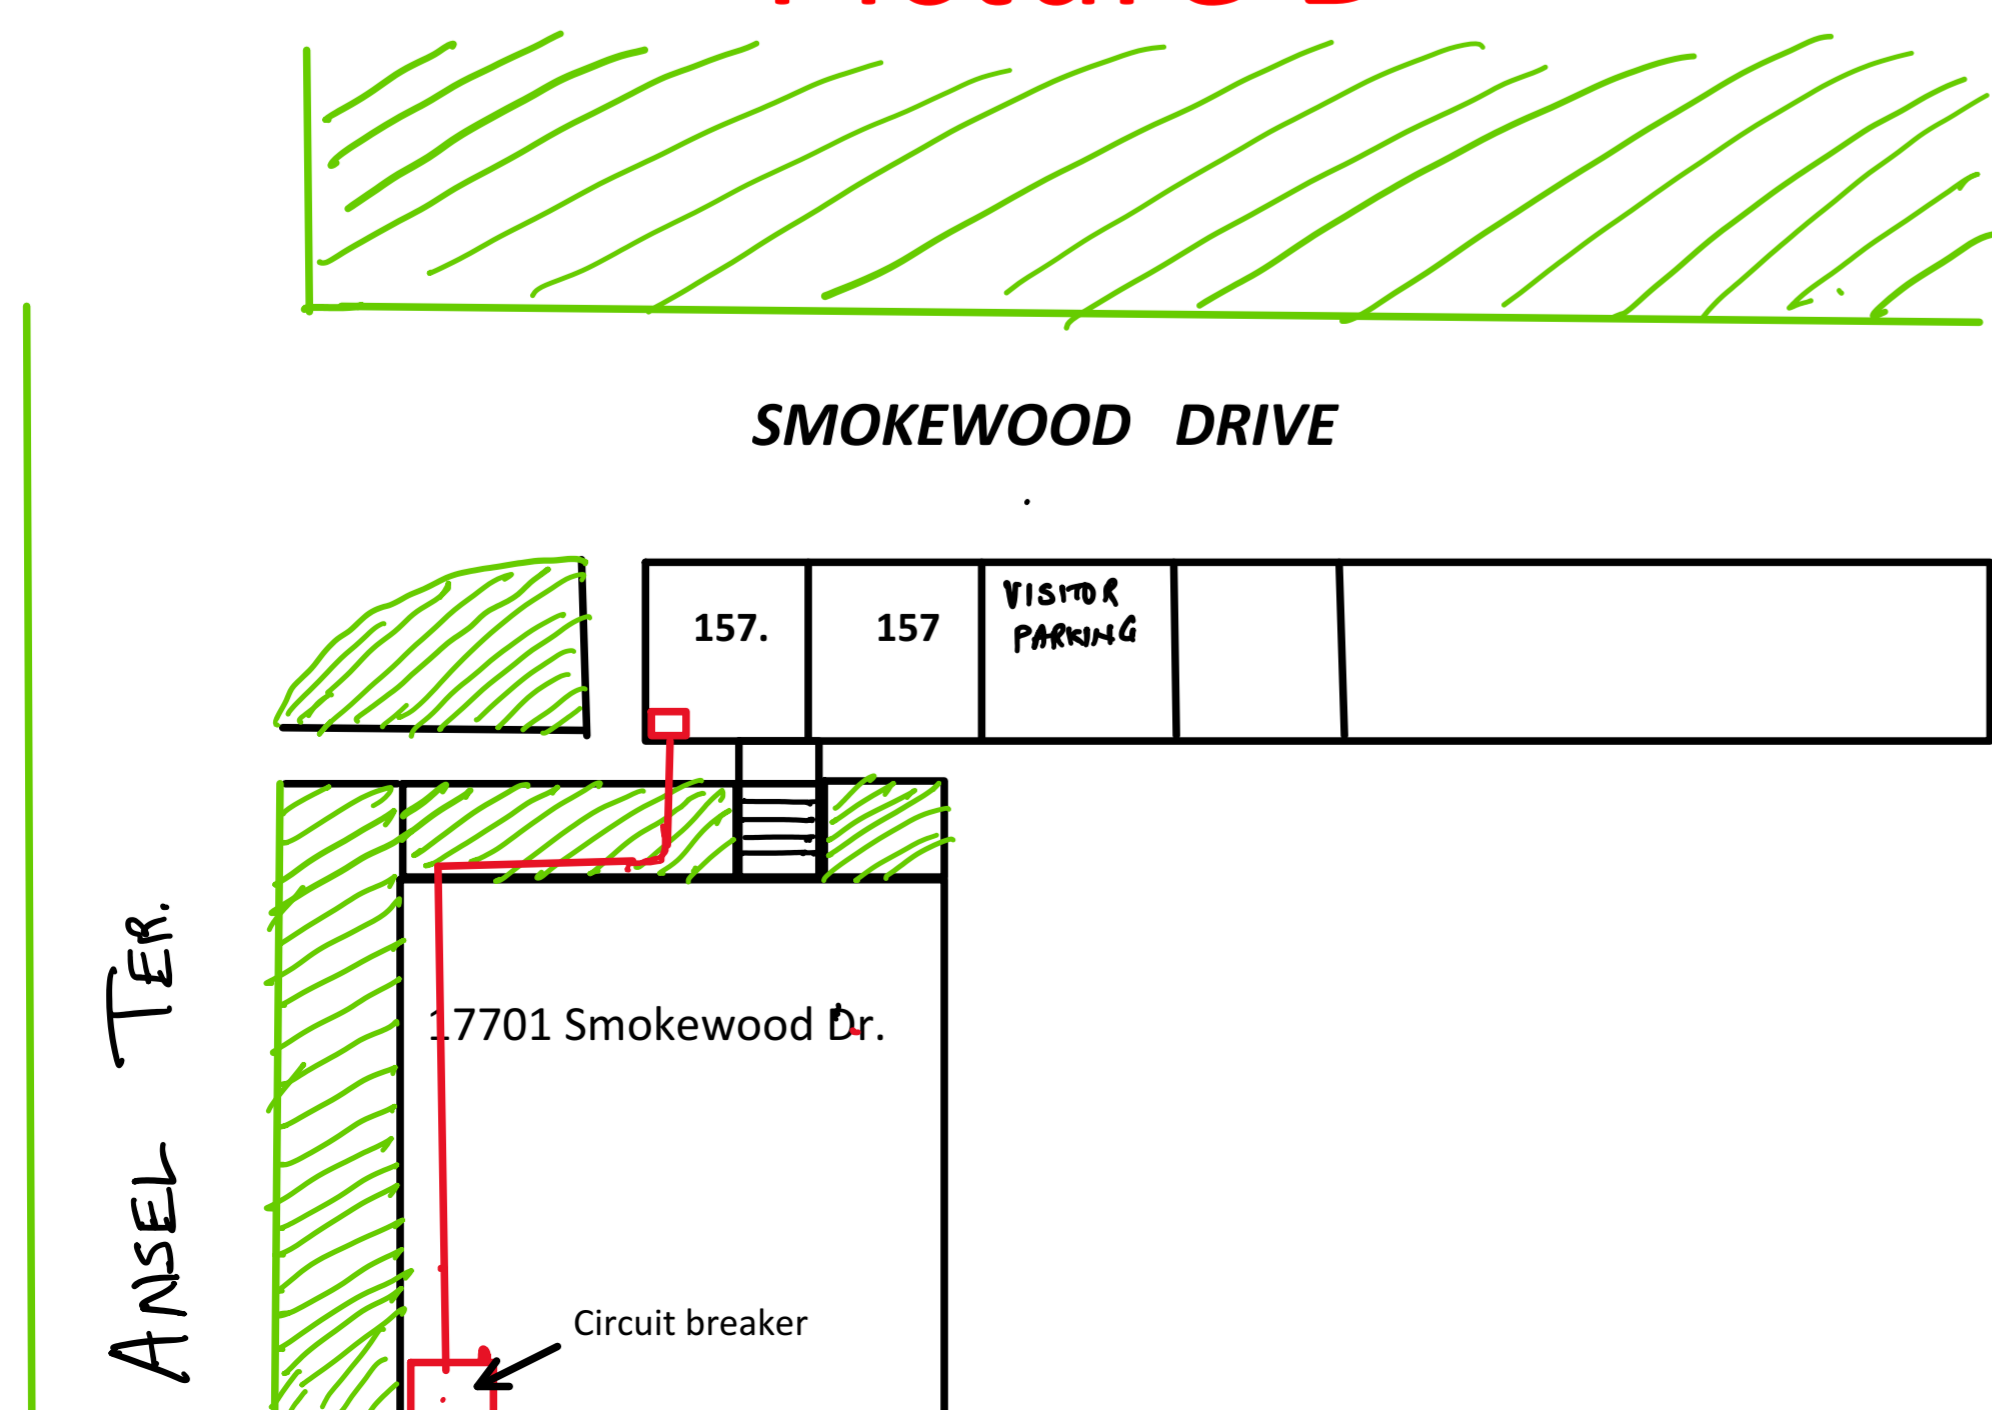 SMOKEWOOD DRIVE
157.
157
VISITOR
PARKING
17701 Smokewood Dr.
Circuit breaker
ANSEL TER.